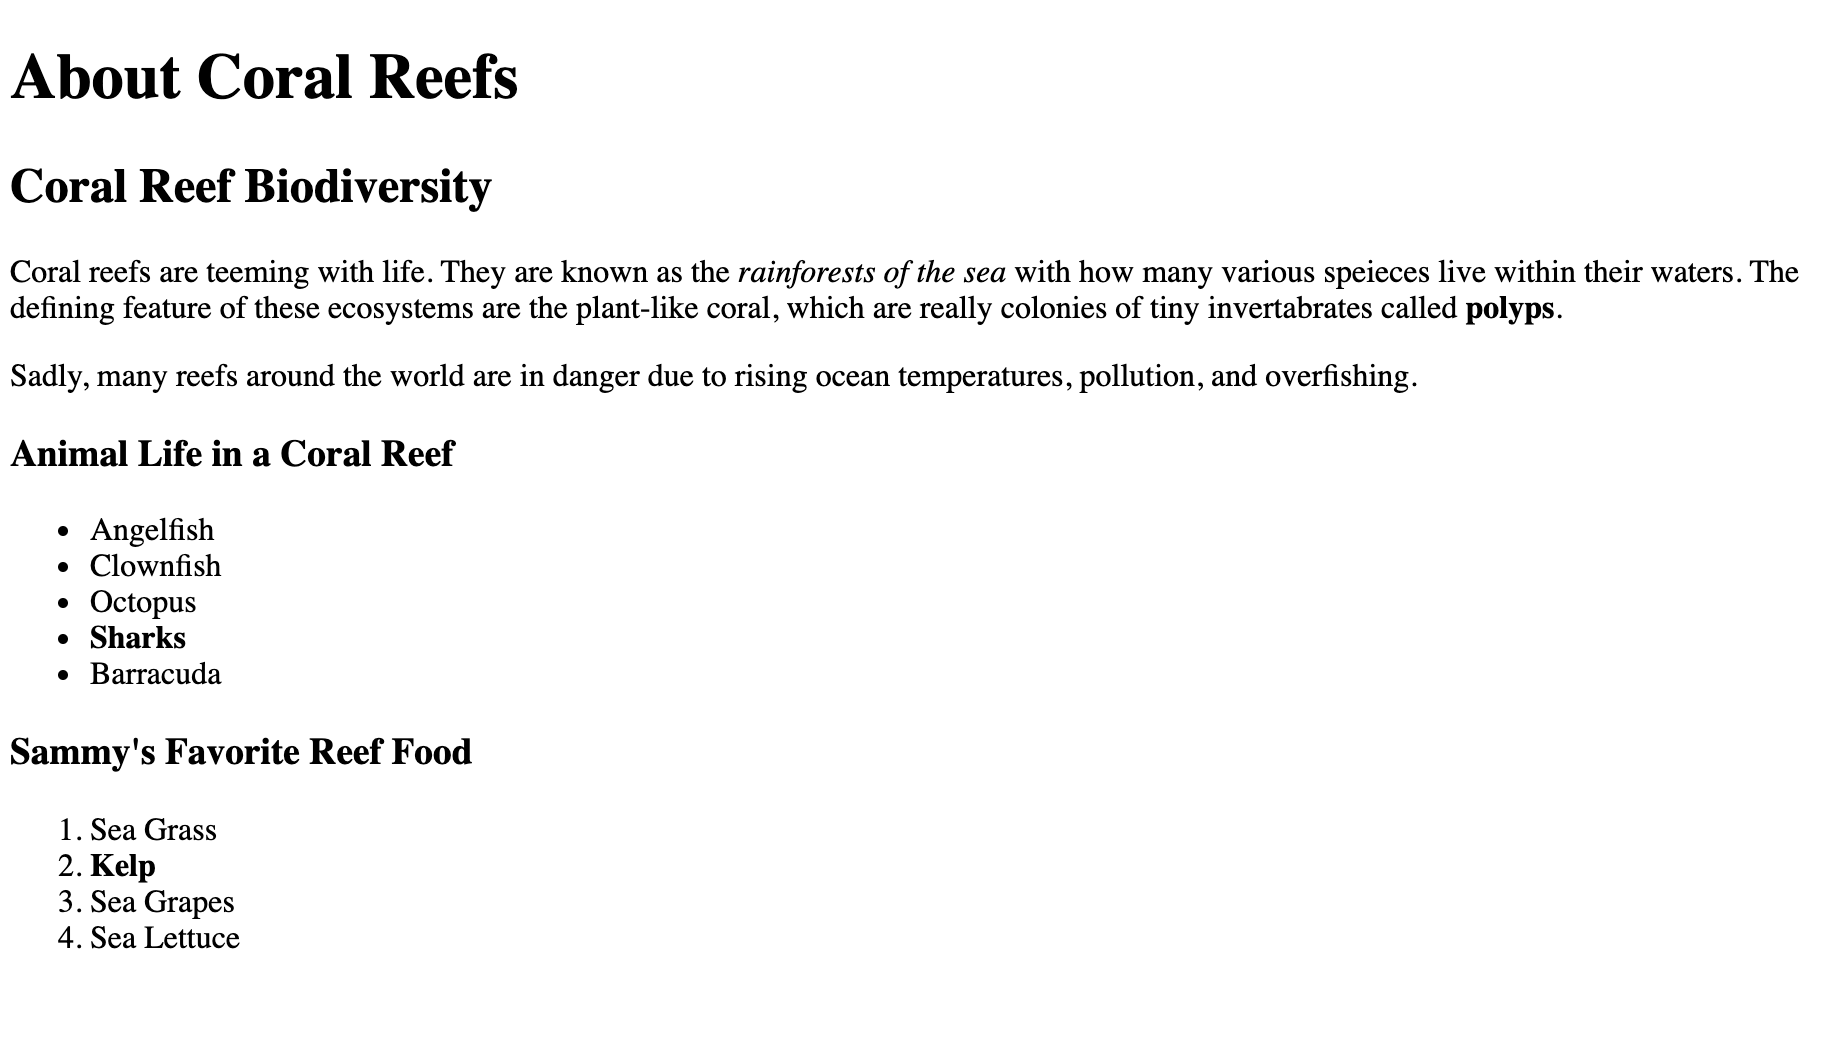 About Coral Reefs
Coral Reef Biodiversity
Coral reefs are teeming with life. They are known as the rainforests of the sea with how many various speieces live within their waters. The
defining feature of these ecosystems are the plant-like coral, which are really colonies of tiny invertabrates called polyps.
Sadly, many reefs around the world are in danger due to rising ocean temperatures, pollution, and overfishing.
Animal Life in a Coral Reef
• Angelfish
• Clownfish
• Octopus
• Sharks
• Barracuda
Sammy's Favorite Reef Food
1. Sea Grass
2. Kelp
3. Sea Grapes
4. Sea Lettuce